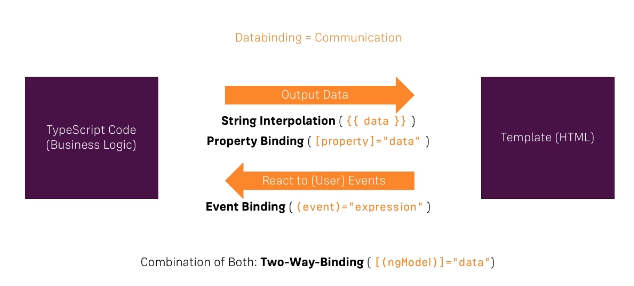 Databinding = Communication
TypeScript Code
(Business Logic)
Output Data
String Interpolation ( {{ data }} )
Property Binding ( [property]="data" )
React to (User) Events
Event Binding ( (event)="expression" )
Template (HTML)
Combination of Both: Two-Way-Binding ( [(ngModel)]="data")